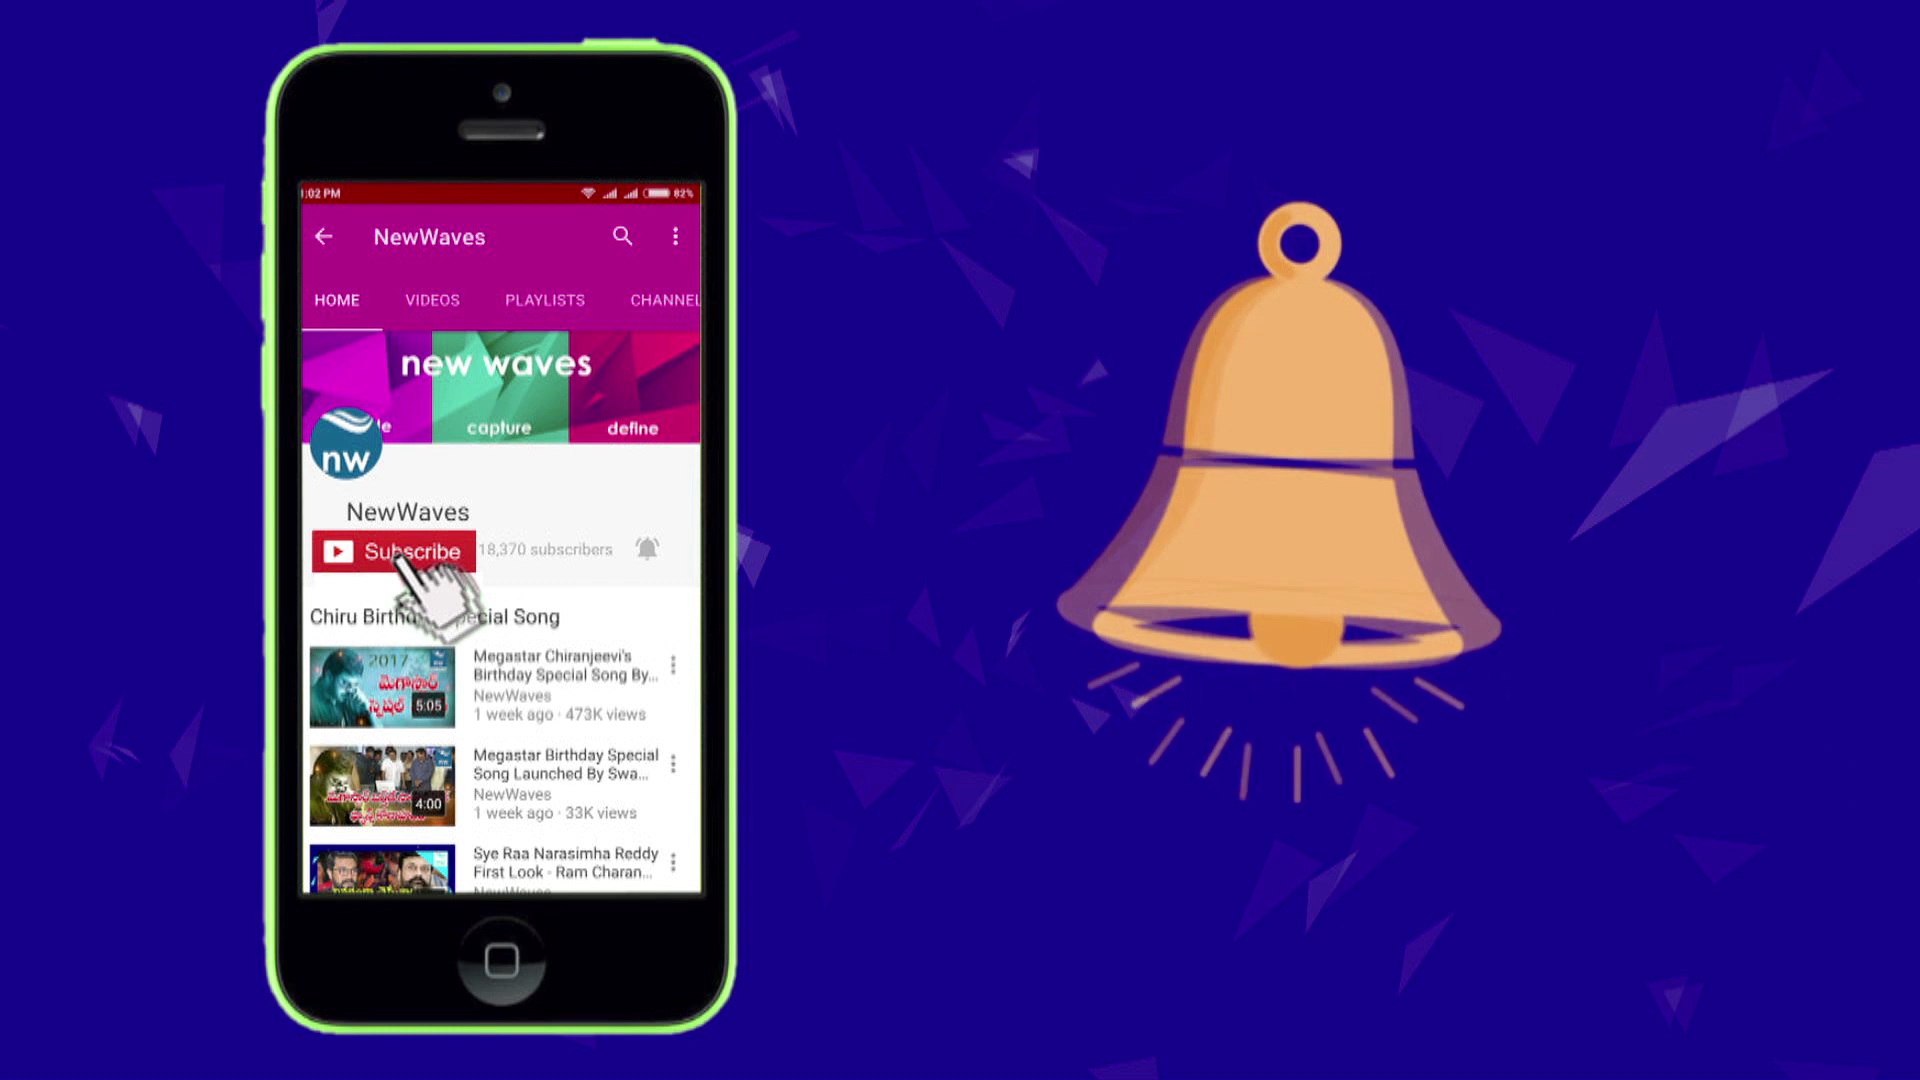 1:02 PM
82%
NewWaves
HOME VIDEOS PLAYLISTS CHANNEL
new waves
capture
define
nw
NewWaves
Subscribe
18,370 subscribers
Chiru Song
2017
మెగాస్టార్
స్పెషల్
5:05
Megastar Chiranjeevi's
Birthday Special Song By...
NewWaves
1 week ago · 473K views
4:00
Megastar Birthday Special
Song Launched By Swa...
NewWaves
1 week ago · 33K views
Sye Raa Narasimha Reddy
First Look - Ram Charan...
NewWaves